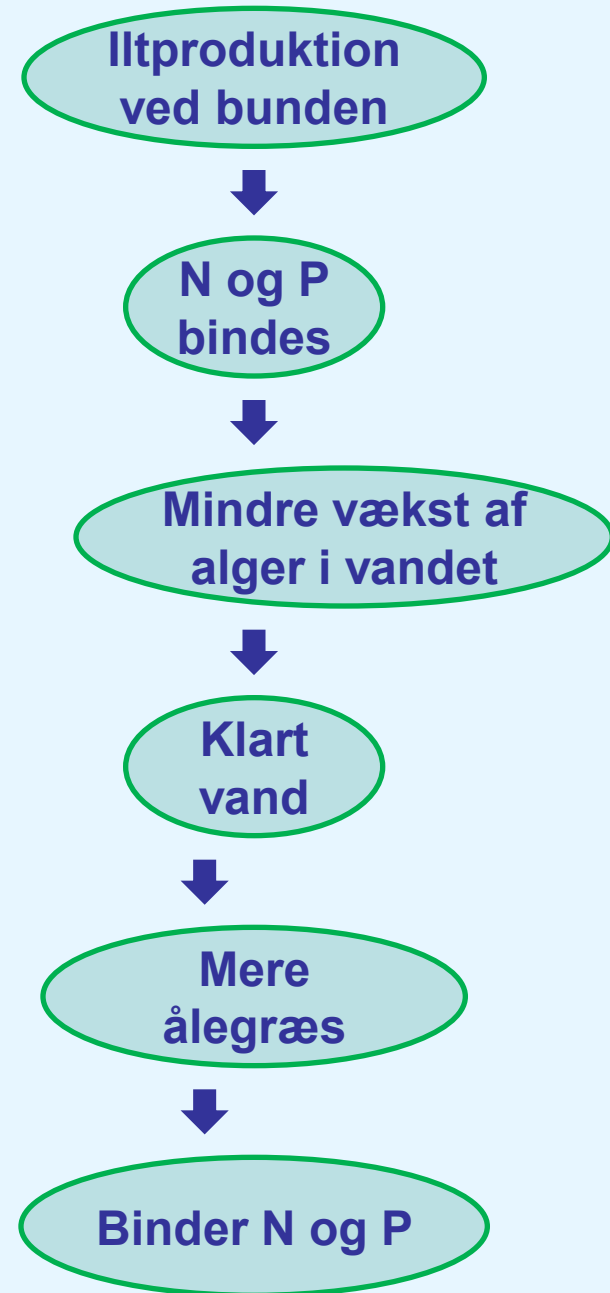 Iltproduktion
ved bunden
N og P
bindes
Mindre vækst af
alger i vandet
Klart
vand
Mere
ålegræs
Binder N og P